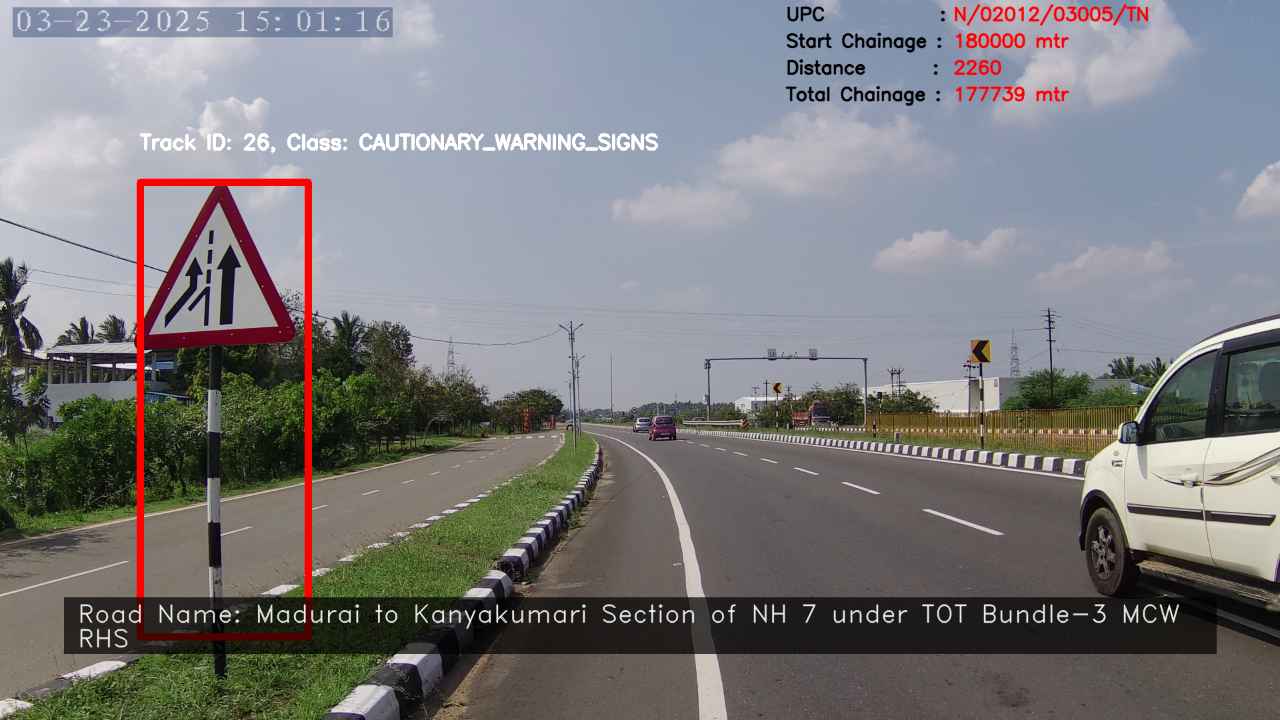 03-23-2025 15:01:16
UPC : N/02012/03005/TN
Start Chainage : 180000 mtr
Distance : 2260
Total Chainage : 177739 mtr
Track ID: 26, Class: CAUTIONARY_WARNING_SIGNS
Road Name: Madurai to Kanyakumari Section of NH 7 under TOT Bundle-3 MCW
RHS